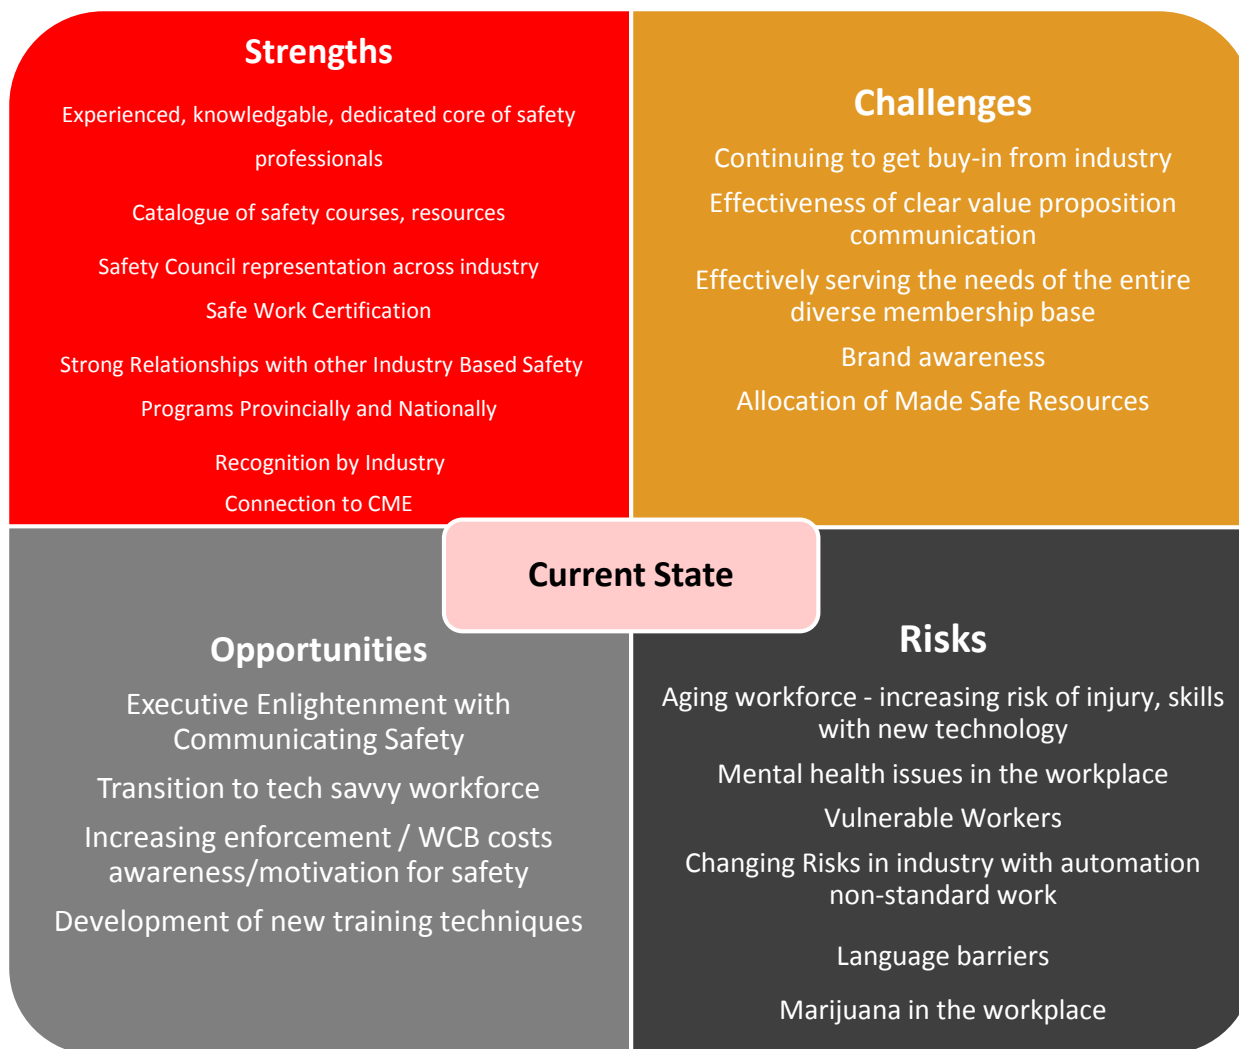 Strengths
Experienced, knowledgable, dedicated core of safety
professionals
Catalogue of safety courses, resources
Safety Council representation across industry
Safe Work Certification
Strong Relationships with other Industry Based Safety
Programs Provincially and Nationally
Recognition by Industry
Connection to CME
Challenges
Continuing to get buy-in from industry
Effectiveness of clear value proposition
communication
Effectively serving the needs of the entire
diverse membership base
Brand awareness
Allocation of Made Safe Resources
Current State
Opportunities
Executive Enlightenment with
Communicating Safety
Transition to tech savvy workforce
Increasing enforcement / WCB costs
awareness/motivation for safety
Development of new training techniques
Risks
Aging workforce - increasing risk of injury, skills
with new technology
Mental health issues in the workplace
Vulnerable Workers
Changing Risks in industry with automation
non-standard work
Language barriers
Marijuana in the workplace